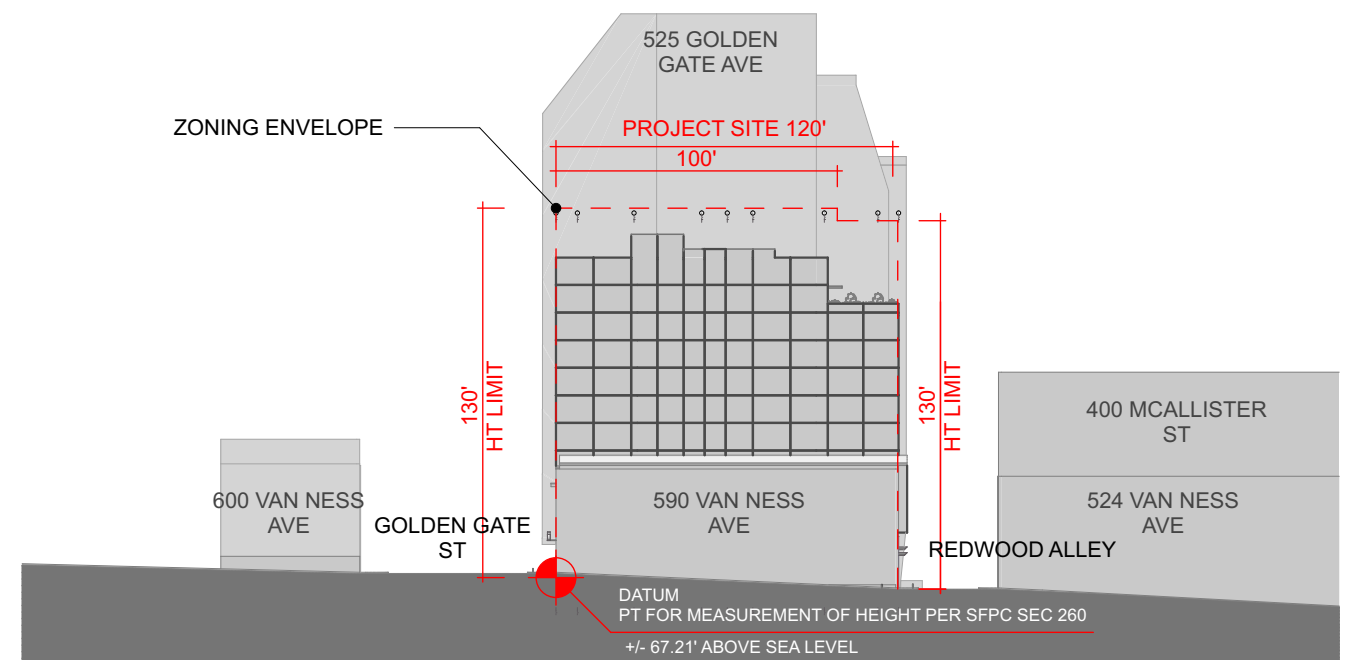 525 GOLDEN
GATE AVE
ZONING ENVELOPE
PROJECT SITE 120'
100'
130'
HT LIMIT
130'
HT LIMIT
400 MCALLISTER
ST
600 VAN NESS
AVE
GOLDEN GATE
ST
590 VAN NESS
AVE
524 VAN NESS
AVE
REDWOOD ALLEY
DATUM
PT FOR MEASUREMENT OF HEIGHT PER SFPC SEC 260
+/- 67.21' ABOVE SEA LEVEL